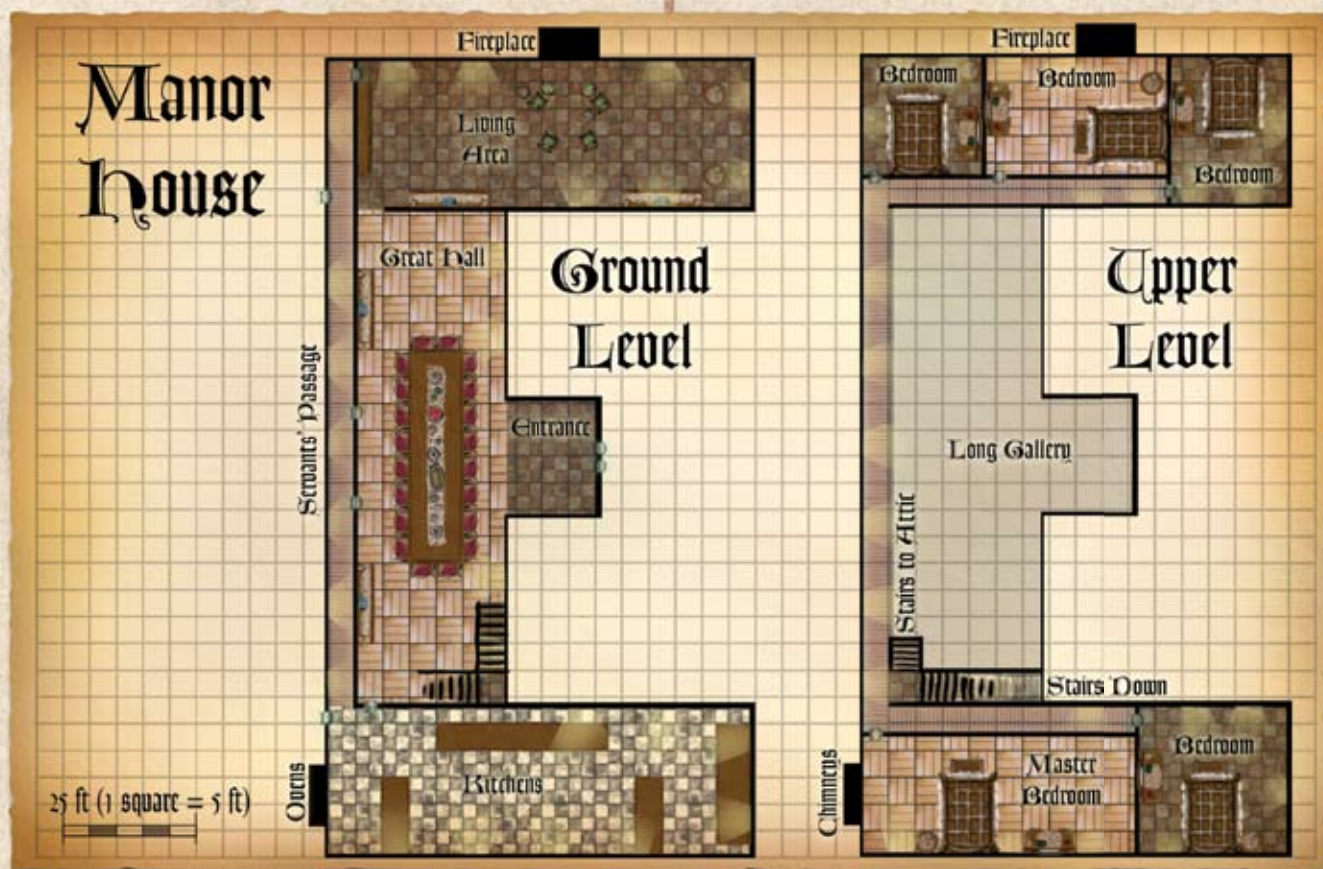 Manor
House
Fireplace
Living
Area
Great Hall
Servants' Passage
Entrance
Ground
Level
Ovens
Kitchens
25 ft (1 square = 5 ft)
Fireplace
Bedroom
Bedroom
Bedroom
Upper
Level
Long Gallery
Stairs to Attic
Stairs Down
Chimneys
Master
Bedroom
Bedroom